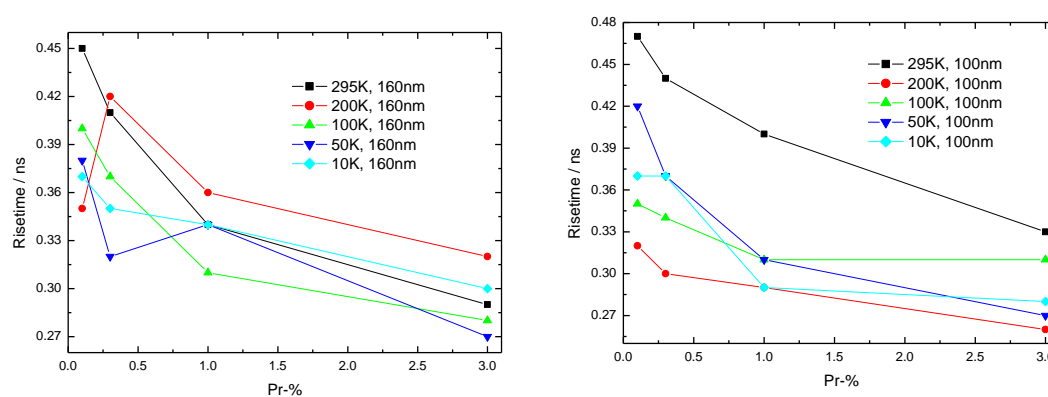 0.45
0.42
0.39
0.36
0.33
0.30
0.27
Risetime / ns
295K, 160nm
200K, 160nm
100K, 160nm
50K, 160nm
10K, 160nm
0.0 0.5 1.0 1.5 2.0 2.5 3.0
Pr-%
0.48
0.45
0.42
0.39
0.36
0.33
0.30
0.27
Risetime / ns
295K, 100nm
200K, 100nm
100K, 100nm
50K, 100nm
10K, 100nm
0.0 0.5 1.0 1.5 2.0 2.5 3.0
Pr-%